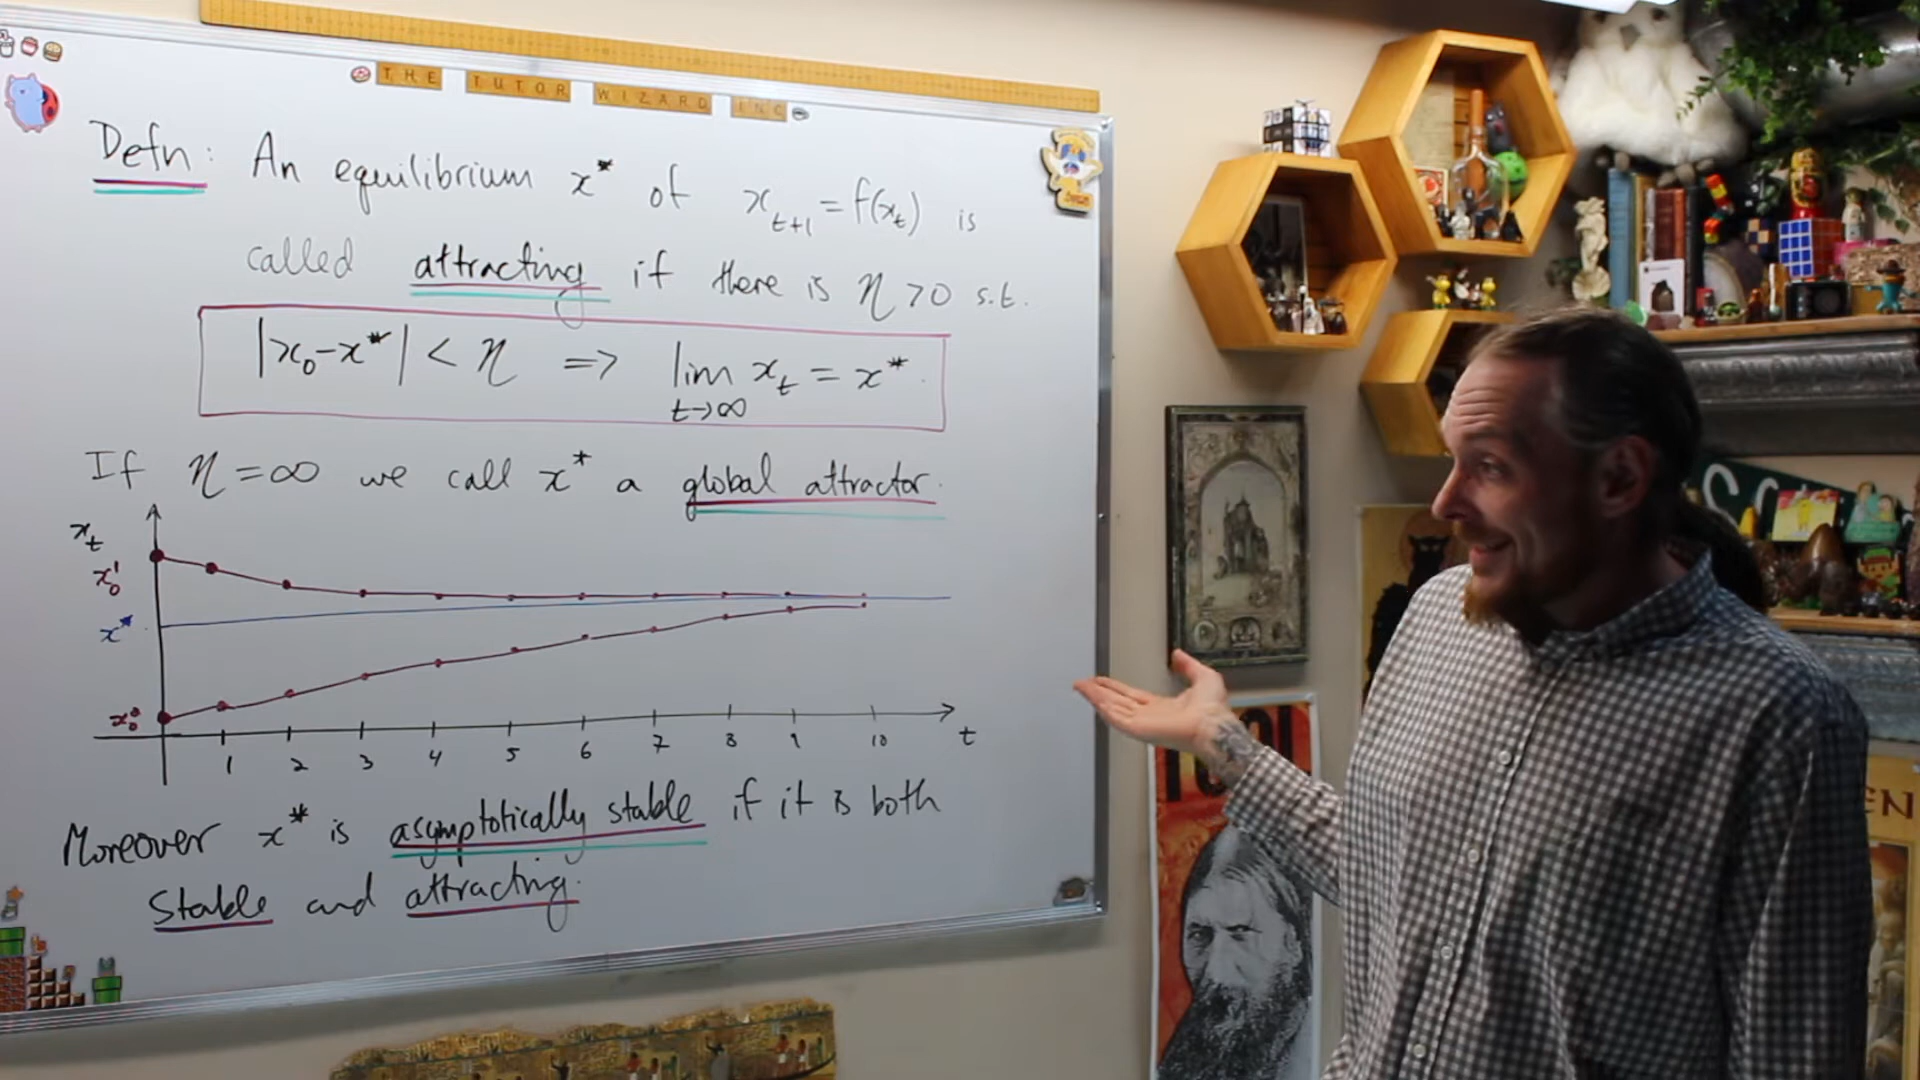 THE TUTOR WIZARD INC
Defn: An equilibrium x* of x_{t+1} = f(x_t) is
called attracting if there is η > 0 s.t.
|x_0 - x*| < η => lim_{t→∞} x_t = x*.
If η = ∞ we call x* a global attractor.
x_t
x_0^1
x*
x_0^0
1 2 3 4 5 6 7 8 9 10 t
Moreover x* is asymptotically stable if it is both
stable and attracting.